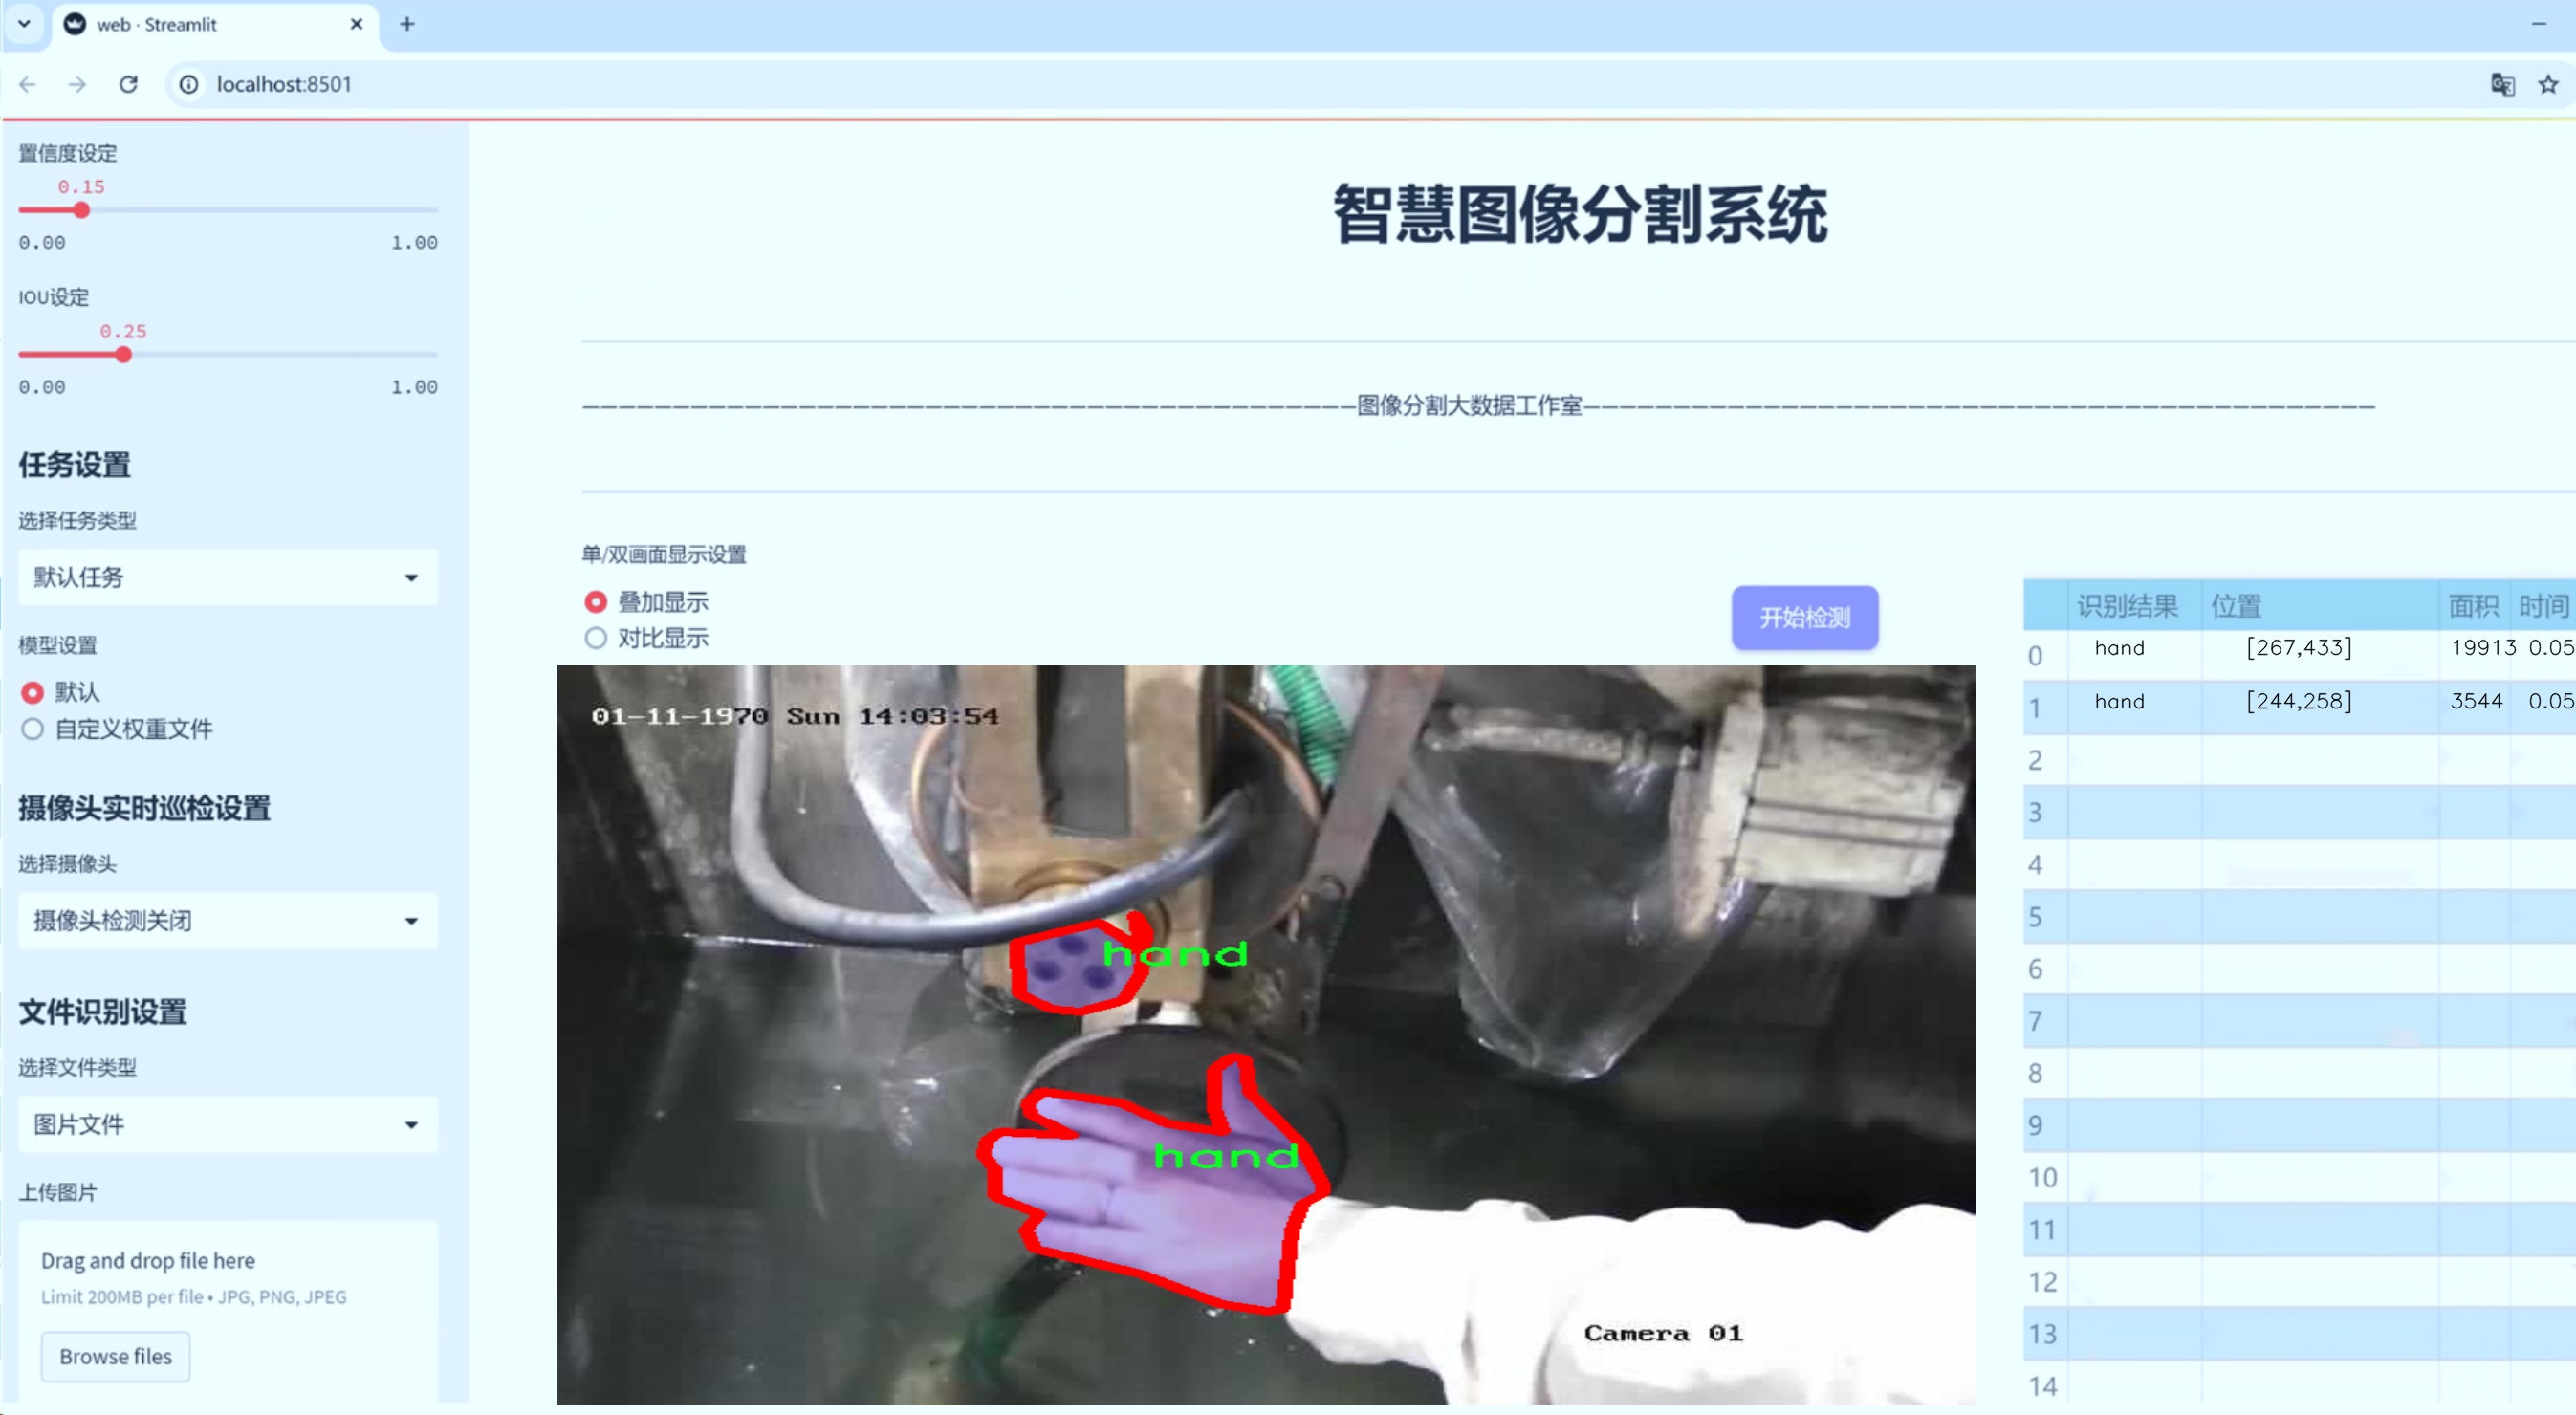 web · Streamlit
localhost:8501
置信度设定
0.15
0.00 1.00
IOU设定
0.25
0.00 1.00
任务设置
选择任务类型
默认任务
模型设置
默认
自定义权重文件
摄像头实时巡检设置
选择摄像头
摄像头检测关闭
文件识别设置
选择文件类型
图片文件
上传图片
Drag and drop file here
Limit 200MB per file • JPG, PNG, JPEG
Browse files
智慧图像分割系统
———————————————————————————————————————————图像分割大数据工作室————————————————————————————————————————————
单/双画面显示设置
叠加显示
对比显示
开始检测
01-11-1970 Sun 14:03:54
hand
hand
Camera 01
识别结果 位置 面积 时间
0 hand [267,433] 19913 0.05
1 hand [244,258] 3544 0.05
2
3
4
5
6
7
8
9
10
11
12
13
14